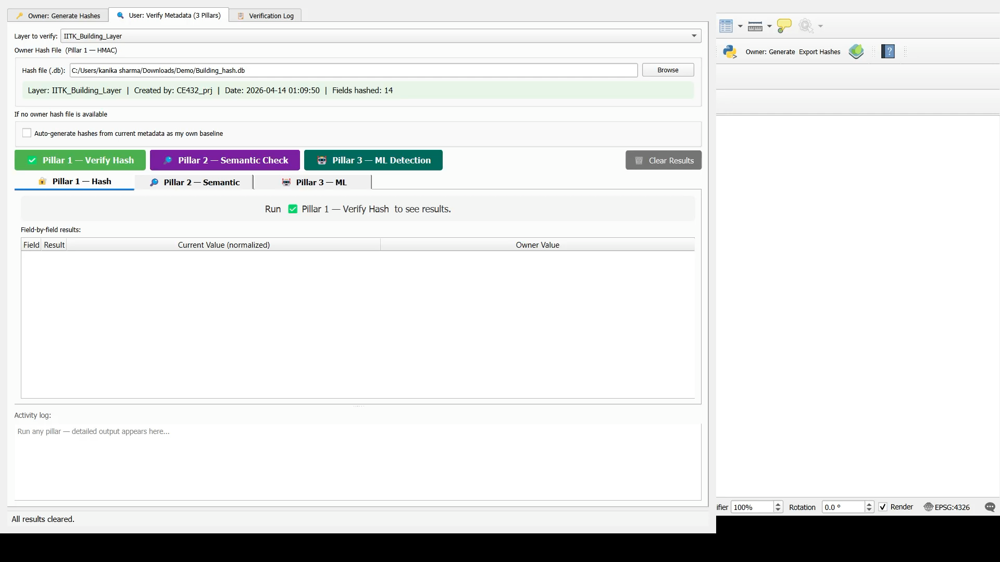 Owner: Generate Hashes
User: Verify Metadata (3 Pillars)
Verification Log
Layer to verify: IITK_Building_Layer
Owner Hash File (Pillar 1 — HMAC)
Hash file (.db): C:/Users/kanika sharma/Downloads/Demo/Building_hash.db Browse
Layer: IITK_Building_Layer | Created by: CE432_prj | Date: 2026-04-14 01:09:50 | Fields hashed: 14
If no owner hash file is available
Auto-generate hashes from current metadata as my own baseline
Pillar 1 — Verify Hash
Pillar 2 — Semantic Check
Pillar 3 — ML Detection
Clear Results
Pillar 1 — Hash
Pillar 2 — Semantic
Pillar 3 — ML
Run Pillar 1 — Verify Hash to see results.
Field-by-field results:
Field Result Current Value (normalized) Owner Value
Activity log:
Run any pillar — detailed output appears here...
All results cleared.
Owner: Generate Export Hashes
ifier 100% Rotation 0.0 ° Render EPSG:4326